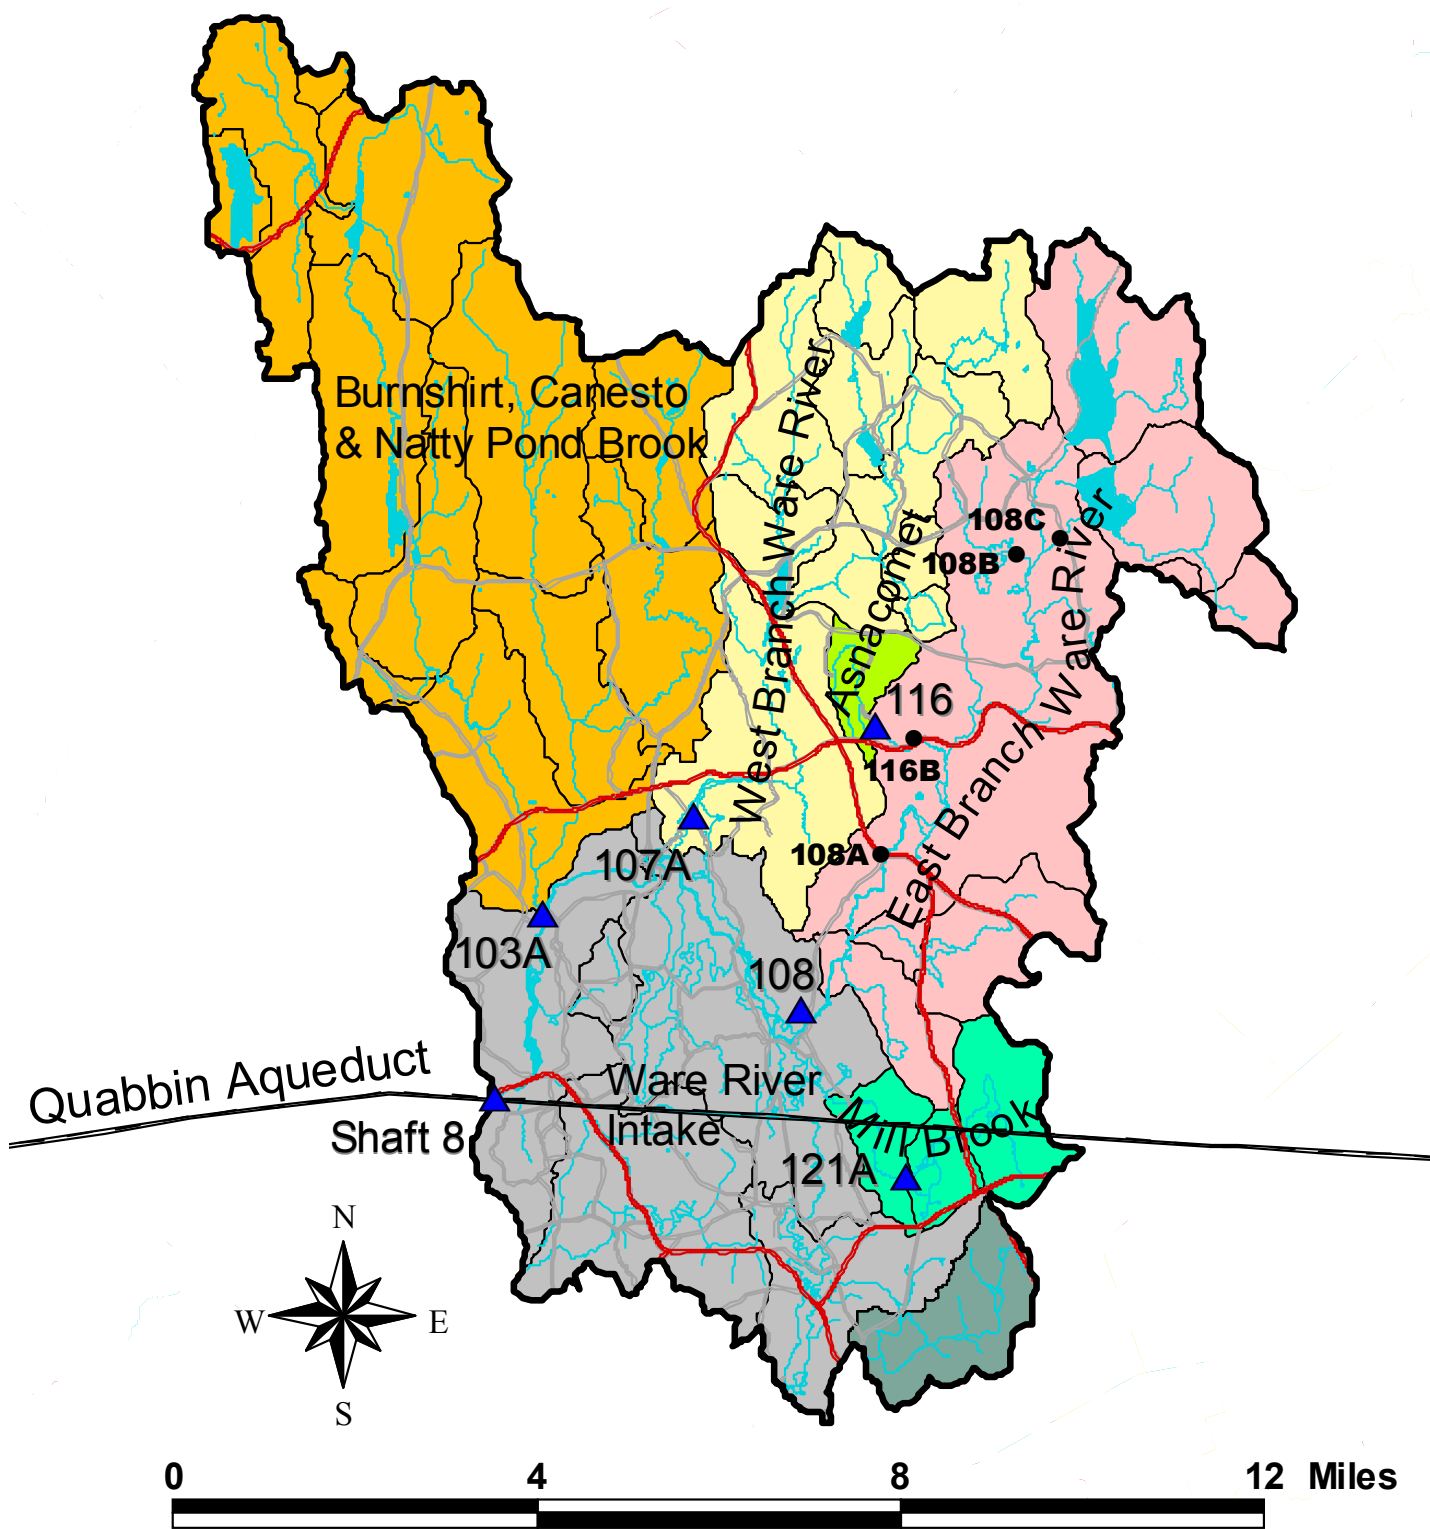 Burnshirt, Canesto
& Natty Pond Brook
West Branch Ware River
Asnacomet
East Branch Ware River
108C
108B
116
116B
107A
108A
103A
108
Quabbin Aqueduct
Shaft 8
Ware River
Intake
Mill Brook
121A
N
W
E
S
0 4 8 12 Miles